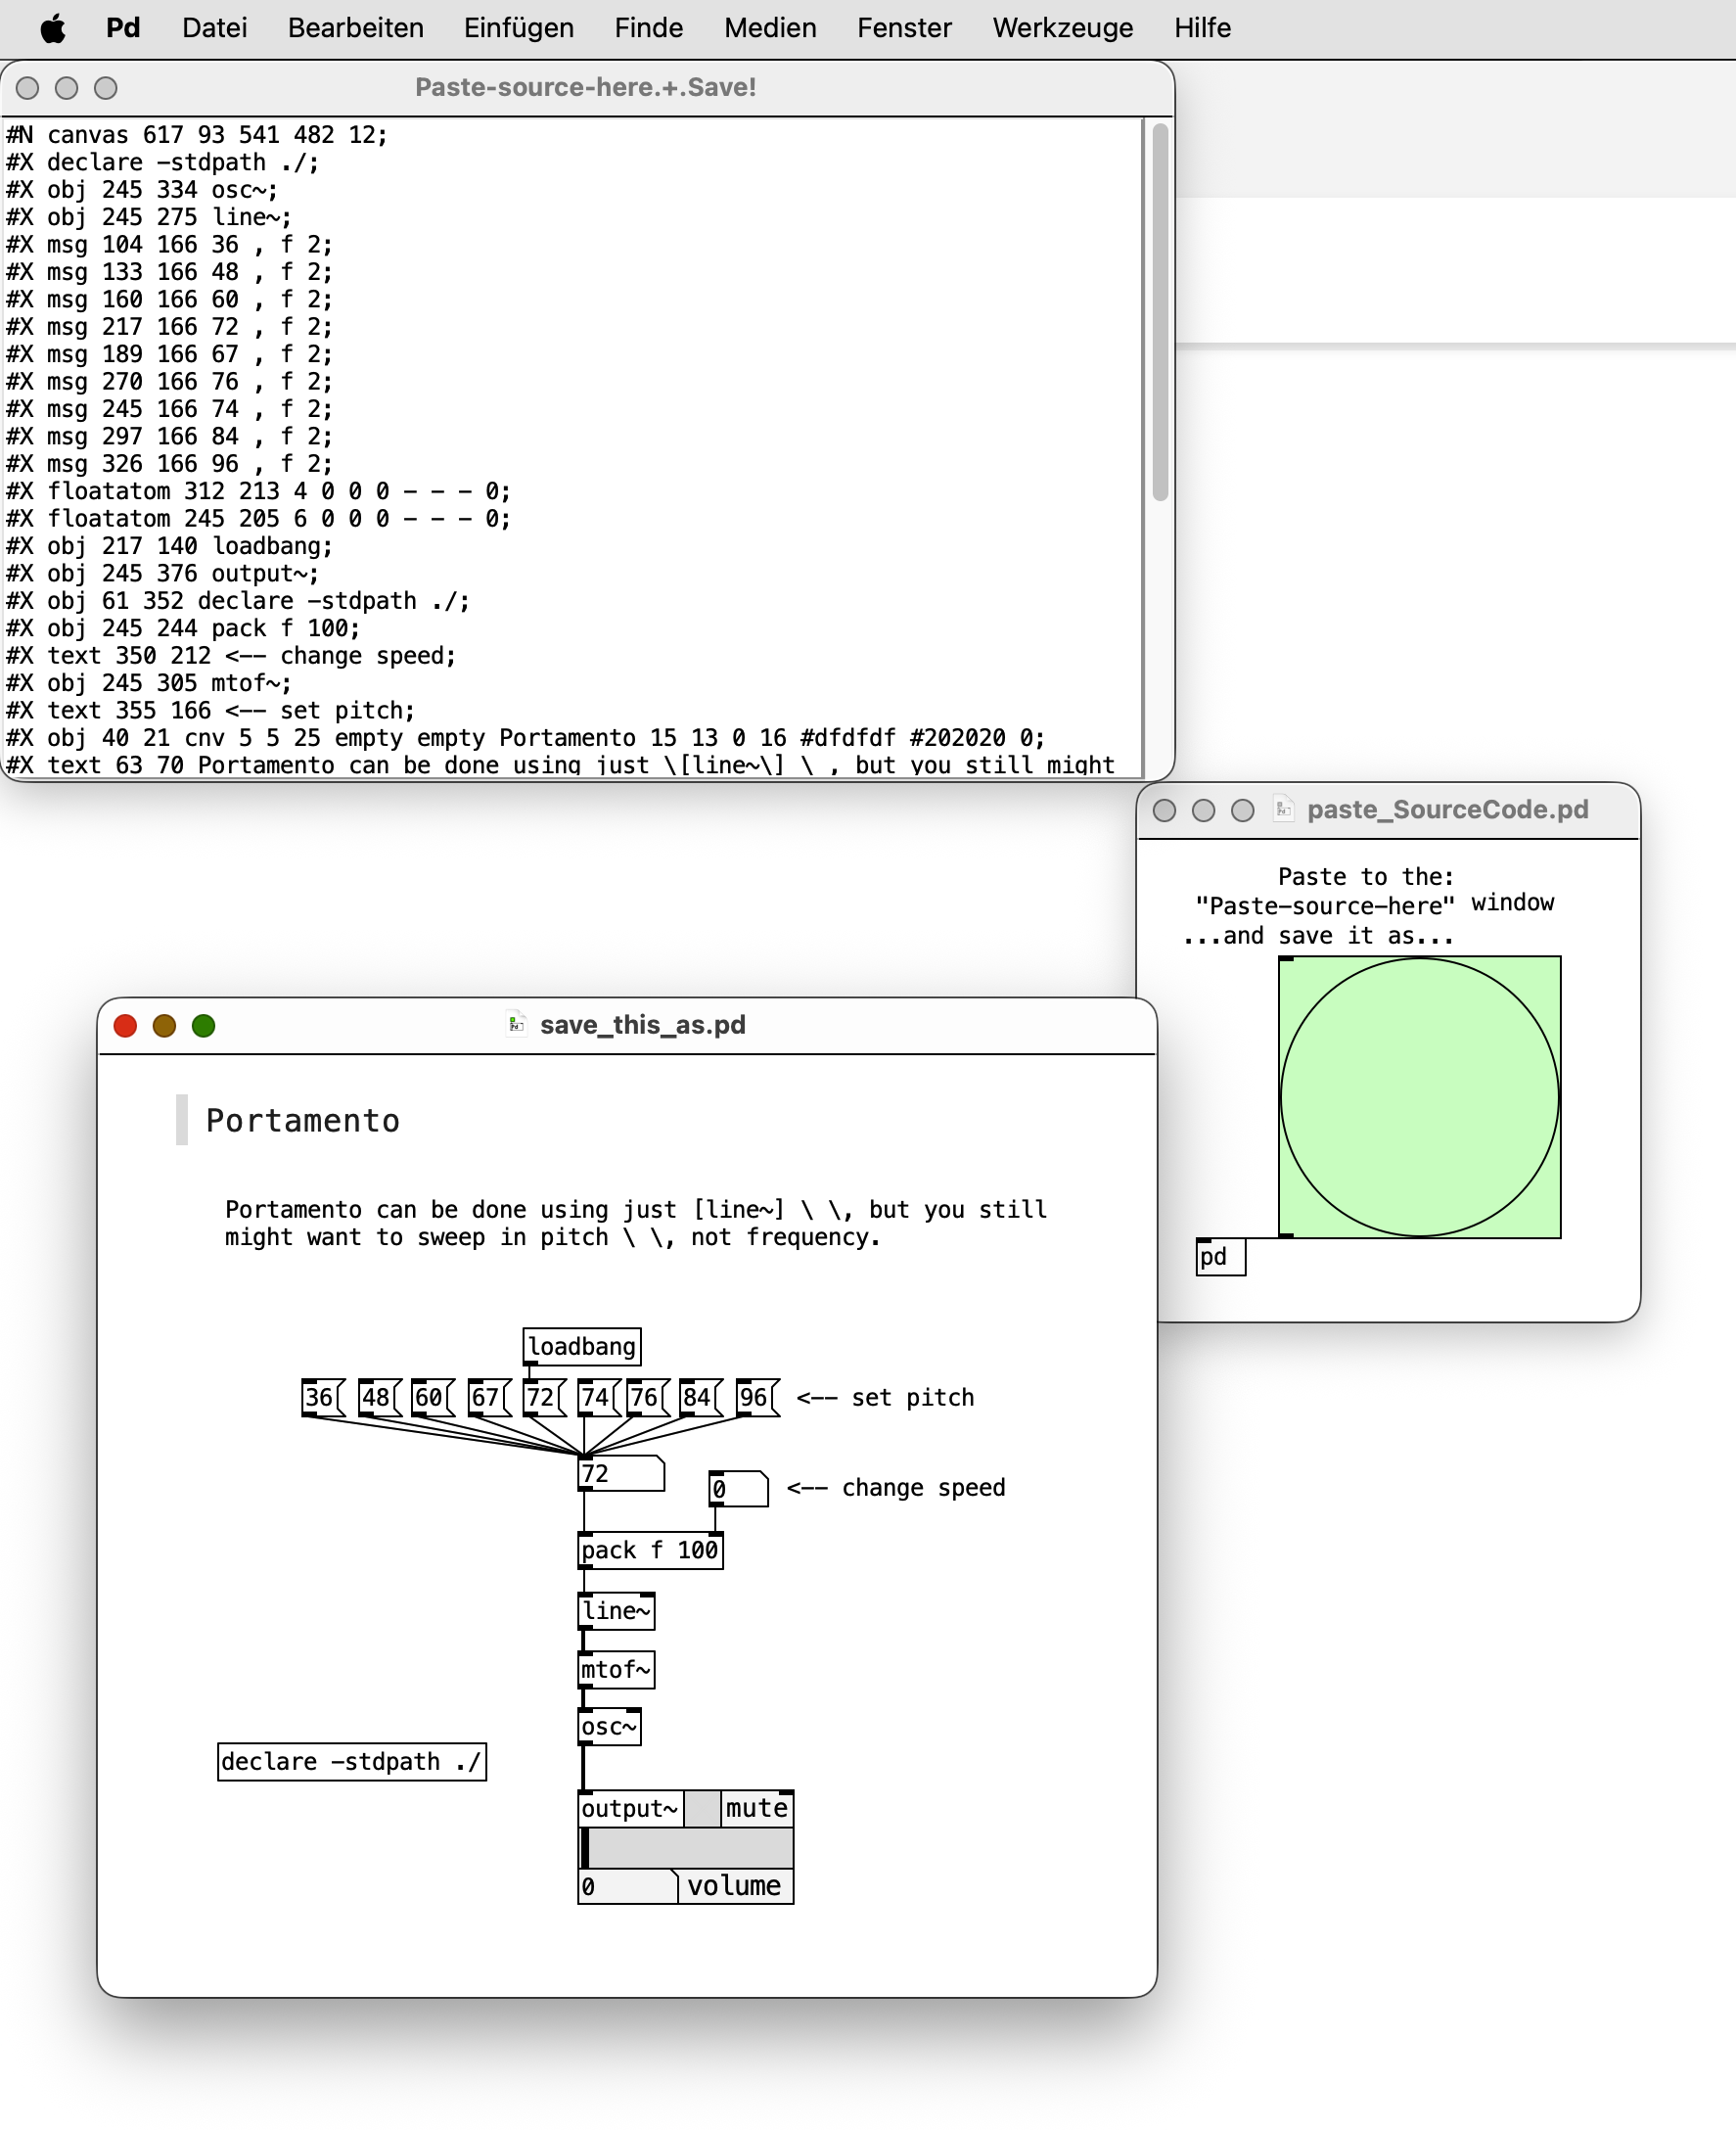 Pd Datei Bearbeiten Einfügen Finde Medien Fenster Werkzeuge Hilfe
Paste-source-here.+.Save!
#N canvas 617 93 541 482 12;
#X declare -stdpath ./;
#X obj 245 334 osc~;
#X obj 245 275 line~;
#X msg 104 166 36 , f 2;
#X msg 133 166 48 , f 2;
#X msg 160 166 60 , f 2;
#X msg 217 166 72 , f 2;
#X msg 189 166 67 , f 2;
#X msg 270 166 76 , f 2;
#X msg 245 166 74 , f 2;
#X msg 297 166 84 , f 2;
#X msg 326 166 96 , f 2;
#X floatatom 312 213 4 0 0 0 - - - 0;
#X floatatom 245 205 6 0 0 0 - - - 0;
#X obj 217 140 loadbang;
#X obj 245 376 output~;
#X obj 61 352 declare -stdpath ./;
#X obj 245 244 pack f 100;
#X text 350 212 <-- change speed;
#X obj 245 305 mtof~;
#X text 355 166 <-- set pitch;
#X obj 40 21 cnv 5 5 25 empty empty Portamento 15 13 0 16 #dfdfdf #202020 0;
#X text 63 70 Portamento can be done using just \[line~\] \ , but you still might
paste_SourceCode.pd
Paste to the:
"Paste-source-here" window
...and save it as...
pd
save_this_as.pd
Portamento
Portamento can be done using just [line~] \ \, but you still
might want to sweep in pitch \ \, not frequency.
loadbang
36 48 60 67 72 74 76 84 96 <-- set pitch
72
0 <-- change speed
pack f 100
line~
mtof~
osc~
declare -stdpath ./
output~ mute
0 volume